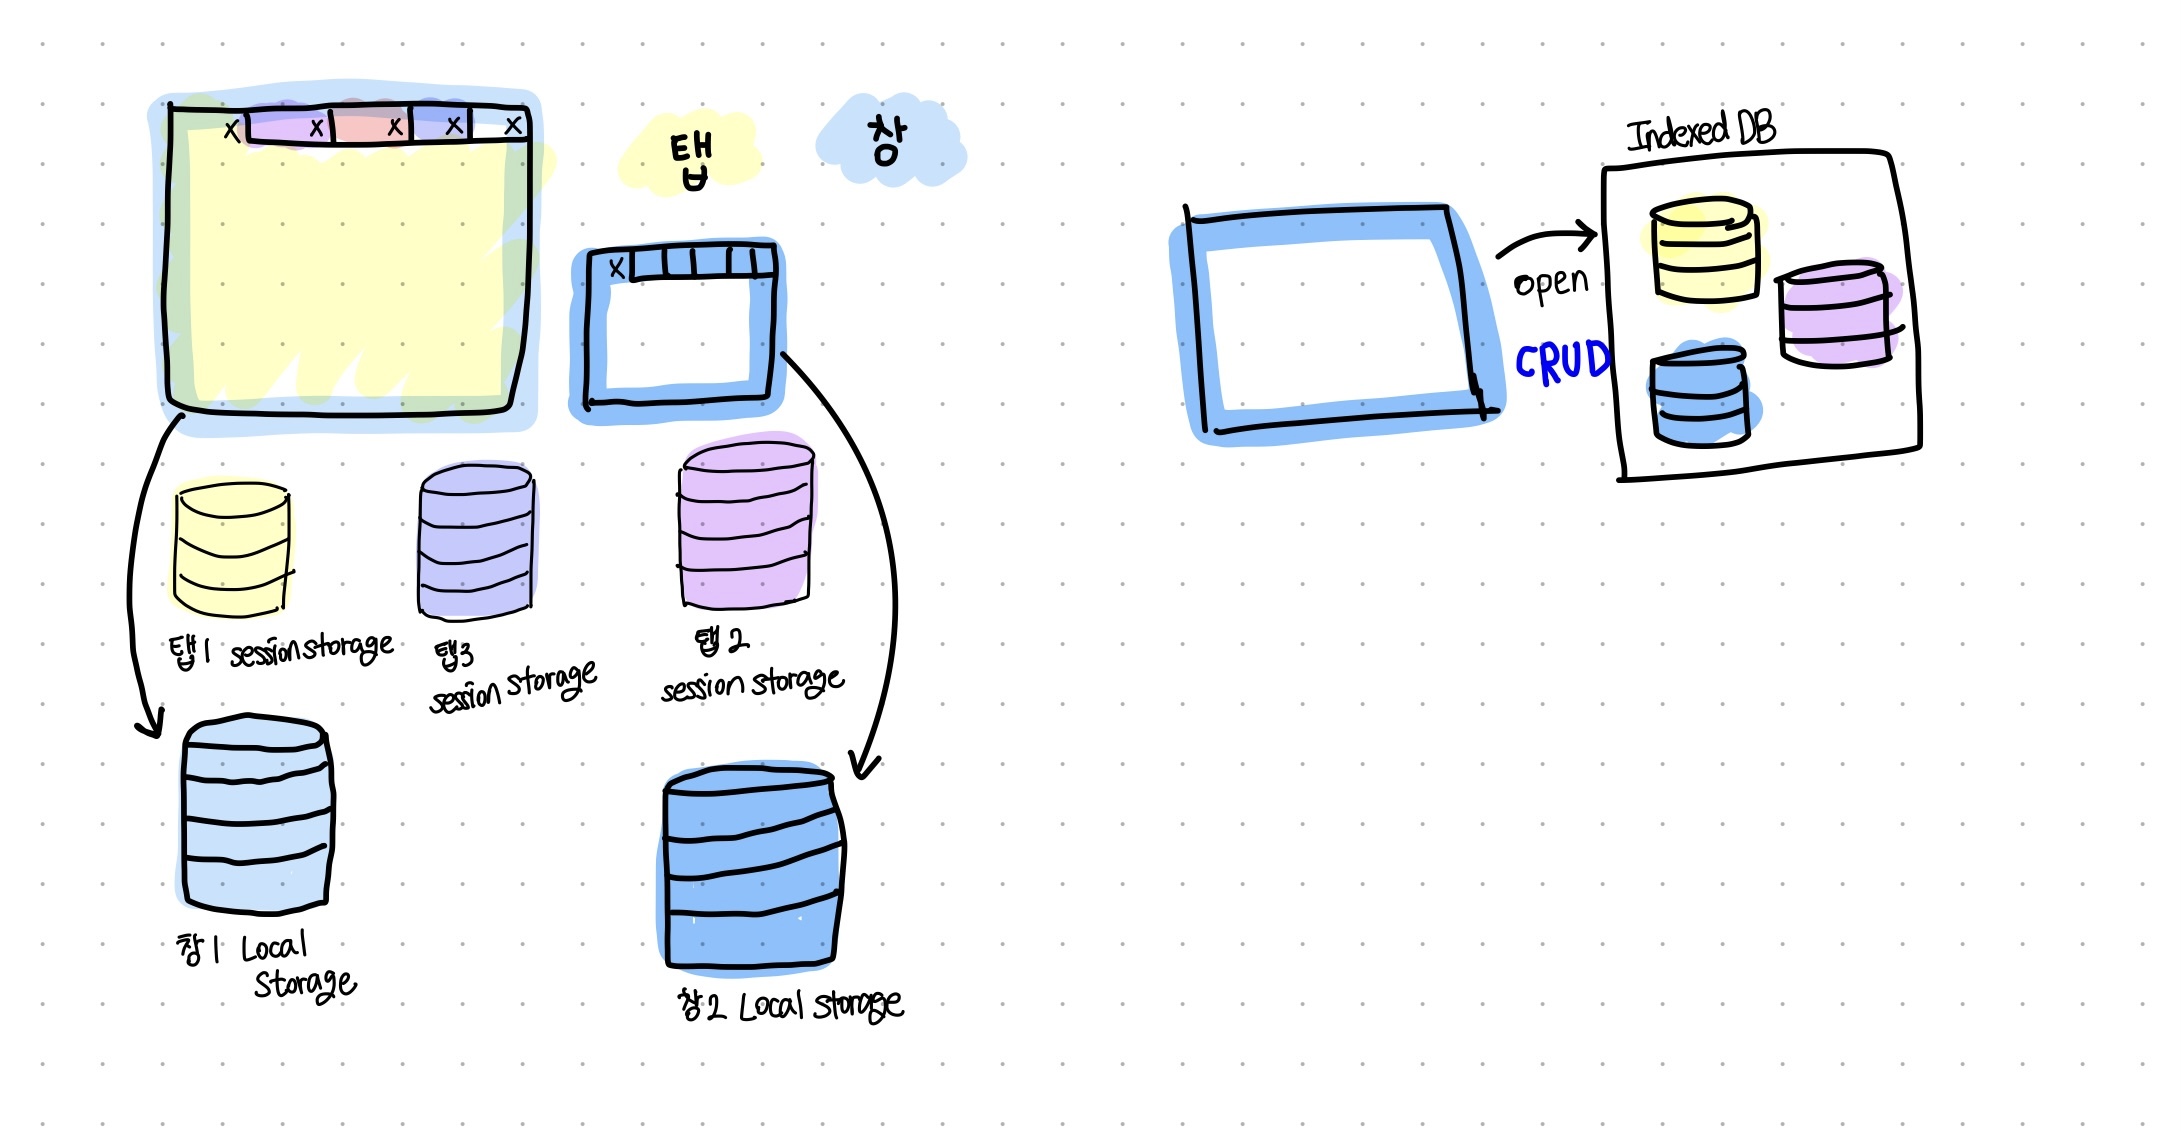 x x x x x
탭
창
x
탭1 session storage
탭3
session storage
탭2
session storage
창1 Local
Storage
창2 Local Storage
Indexed DB
open
CRUD